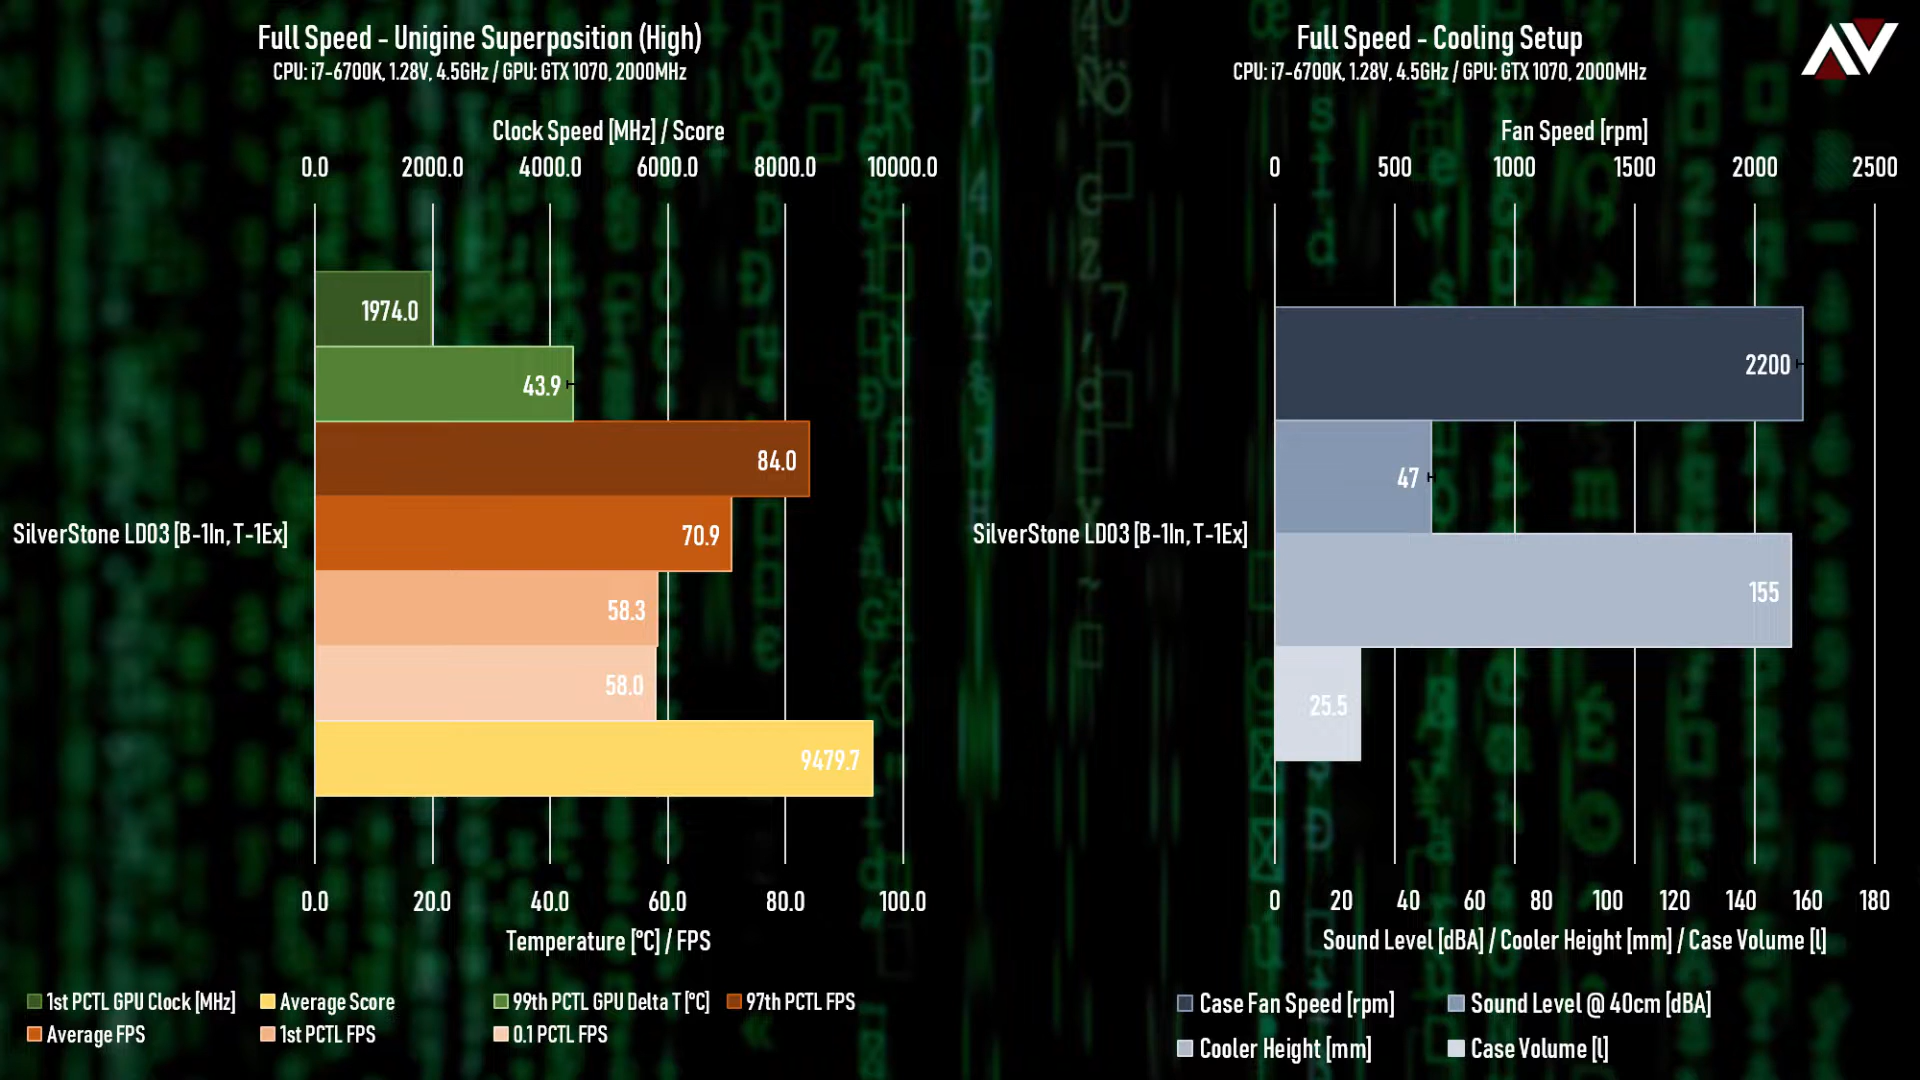 Full Speed - Unigine Superposition (High)
CPU: i7-6700K, 1.28V, 4.5GHz / GPU: GTX 1070, 2000MHz
Clock Speed [MHz] / Score
0.0 2000.0 4000.0 6000.0 8000.0 10000.0
1974.0
43.9
84.0
SilverStone LD03 [B-1In, T-1Ex]
70.9
58.3
58.0
9479.7
0.0 20.0 40.0 60.0 80.0 100.0
Temperature [°C] / FPS
1st PCTL GPU Clock [MHz] Average Score 99th PCTL GPU Delta T [°C] 97th PCTL FPS
Average FPS 1st PCTL FPS 0.1 PCTL FPS
Full Speed - Cooling Setup
CPU: i7-6700K, 1.28V, 4.5GHz / GPU: GTX 1070, 2000MHz
Fan Speed [rpm]
0 500 1000 1500 2000 2500
2200
47
SilverStone LD03 [B-1In, T-1Ex]
155
25.5
0 20 40 60 80 100 120 140 160 180
Sound Level [dBA] / Cooler Height [mm] / Case Volume [l]
Case Fan Speed [rpm] Sound Level @ 40cm [dBA]
Cooler Height [mm] Case Volume [l]